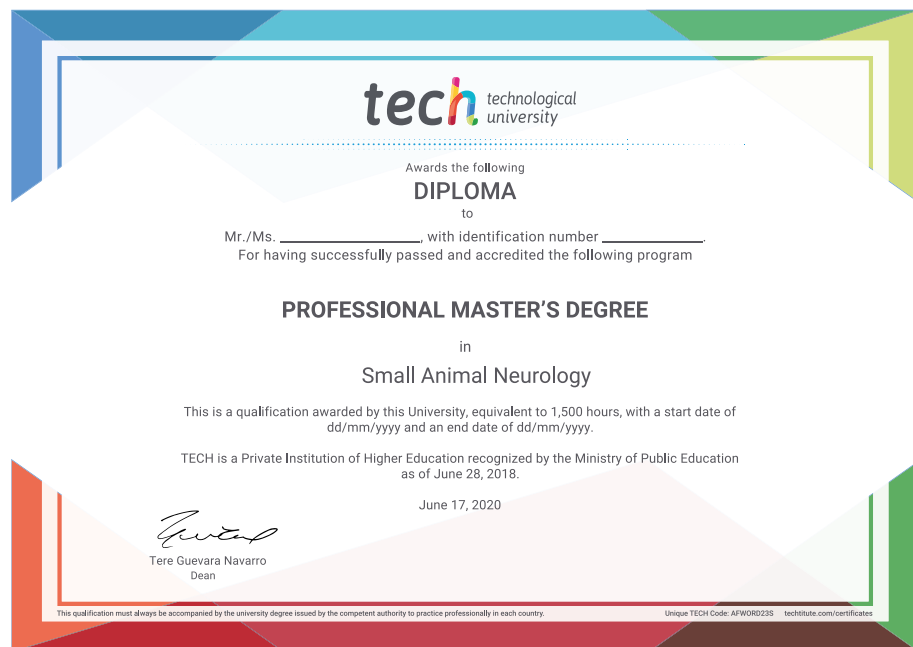 tech technological
university
Awards the following
DIPLOMA
to
Mr./Ms. ____________________, with identification number ______________.
For having successfully passed and accredited the following program
PROFESSIONAL MASTER'S DEGREE
in
Small Animal Neurology
This is a qualification awarded by this University, equivalent to 1,500 hours, with a start date of
dd/mm/yyyy and an end date of dd/mm/yyyy.
TECH is a Private Institution of Higher Education recognized by the Ministry of Public Education
as of June 28, 2018.
June 17, 2020
Tere Guevara Navarro
Dean
This qualification must always be accompanied by the university degree issued by the competent authority to practice professionally in each country.
Unique TECH Code: AFWORD23S techtitute.com/certificates